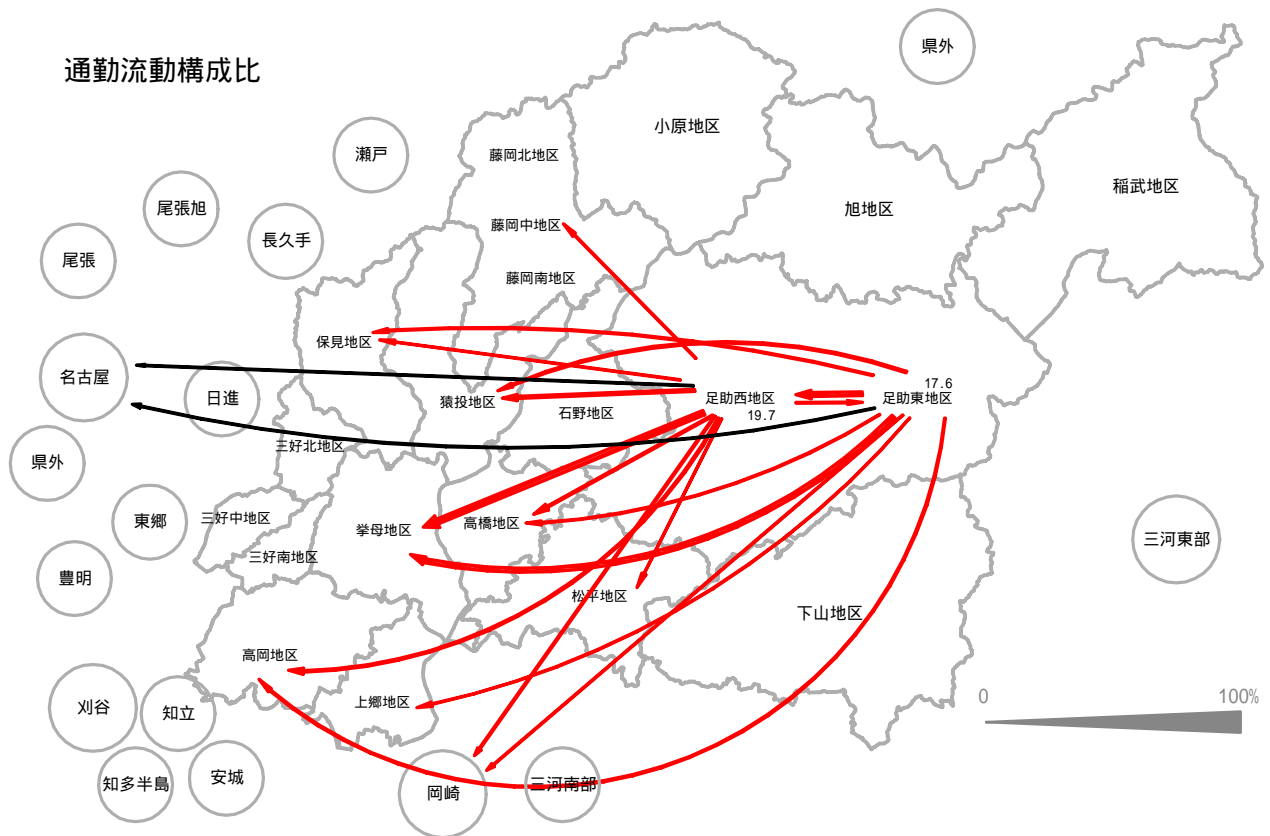 通勤流動構成比
県外
小原地区
瀬戸
藤岡北地区
稲武地区
尾張旭
旭地区
藤岡中地区
長久手
尾張
藤岡南地区
保見地区
名古屋
日進
猿投地区
石野地区
足助西地区
19.7
17.6
足助東地区
三好北地区
県外
東郷
三好中地区
挙母地区
高橋地区
三河東部
三好南地区
豊明
松平地区
下山地区
高岡地区
上郷地区
0
100%
刈谷
知立
知多半島
安城
岡崎
三河南部